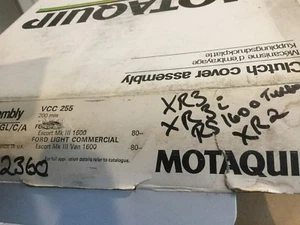 MOTAQUIP
Kupplungsdruckplatte
Mécanisme d'embrayage
Clutch cover assembly
VCC 255
200 mm
GL/C/A
Escort Mk III 1600 80–
FORD LIGHT COMMERCIAL
Escort Mk III Van 1600 80–
2360
XR3
XR3i
RS 1600 Turbo
XR2
MOTAQUIP